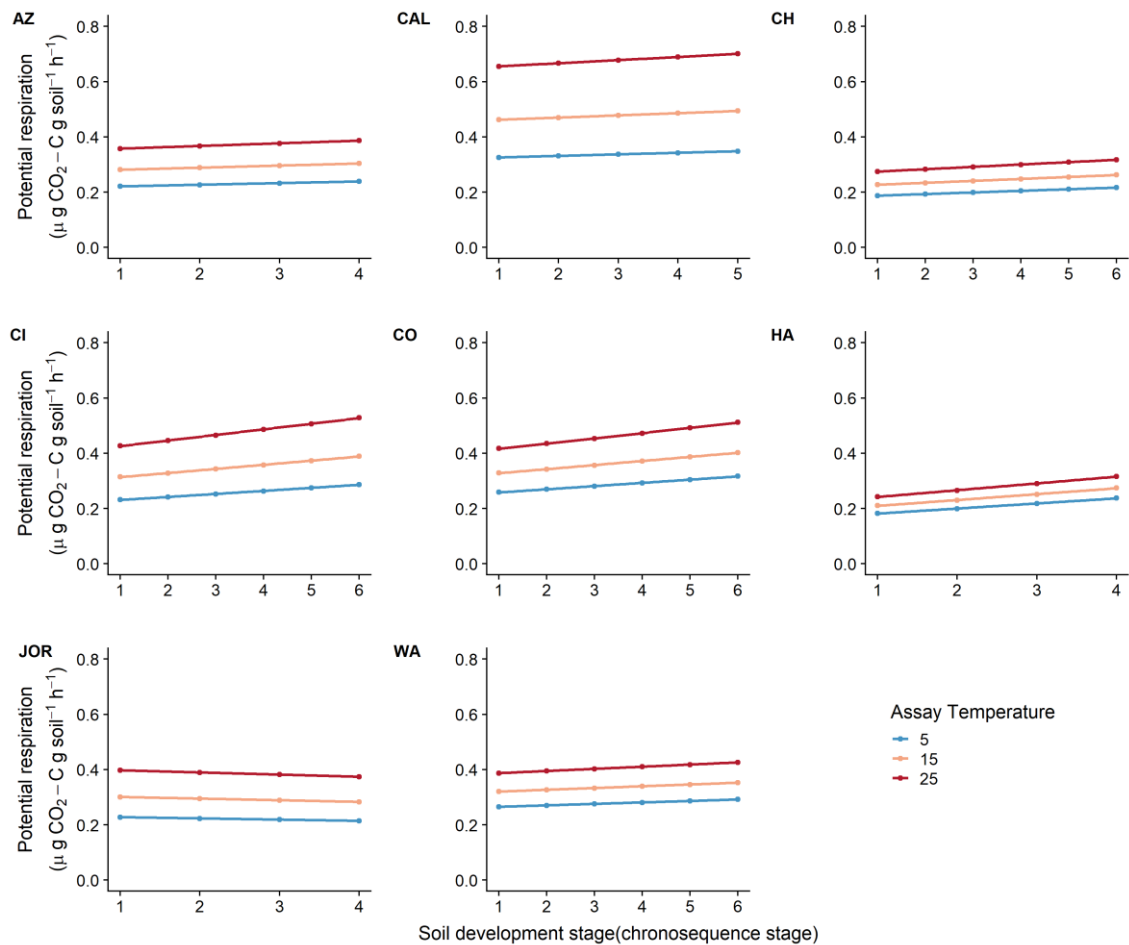 AZ
CAL
CH
Potential respiration
(μ g CO₂ − C g soil⁻¹ h⁻¹)
0.8
0.6
0.4
0.2
0.0
1 2 3 4
0.8
0.6
0.4
0.2
0.0
1 2 3 4 5
0.8
0.6
0.4
0.2
0.0
1 2 3 4 5 6
CI
CO
HA
Potential respiration
(μ g CO₂ − C g soil⁻¹ h⁻¹)
0.8
0.6
0.4
0.2
0.0
1 2 3 4 5 6
0.8
0.6
0.4
0.2
0.0
1 2 3 4 5 6
0.8
0.6
0.4
0.2
0.0
1 2 3 4
JOR
WA
Potential respiration
(μ g CO₂ − C g soil⁻¹ h⁻¹)
0.8
0.6
0.4
0.2
0.0
1 2 3 4
0.8
0.6
0.4
0.2
0.0
1 2 3 4 5 6
Assay Temperature
5
15
25
Soil development stage(chronosequence stage)